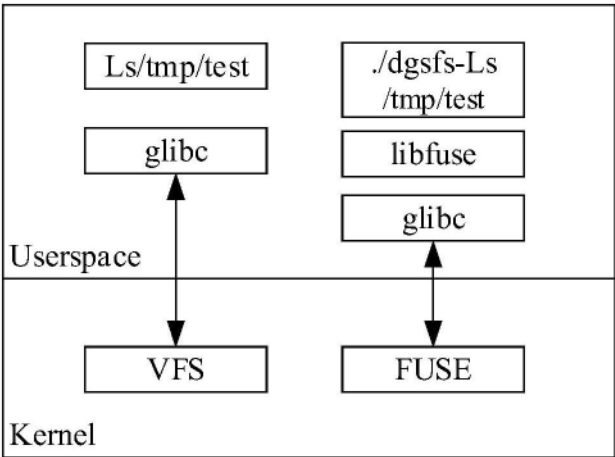 Ls/tmp/test
./dgsfs-Ls
/tmp/test
glibc
libfuse
glibc
Userspace
VFS
FUSE
Kernel